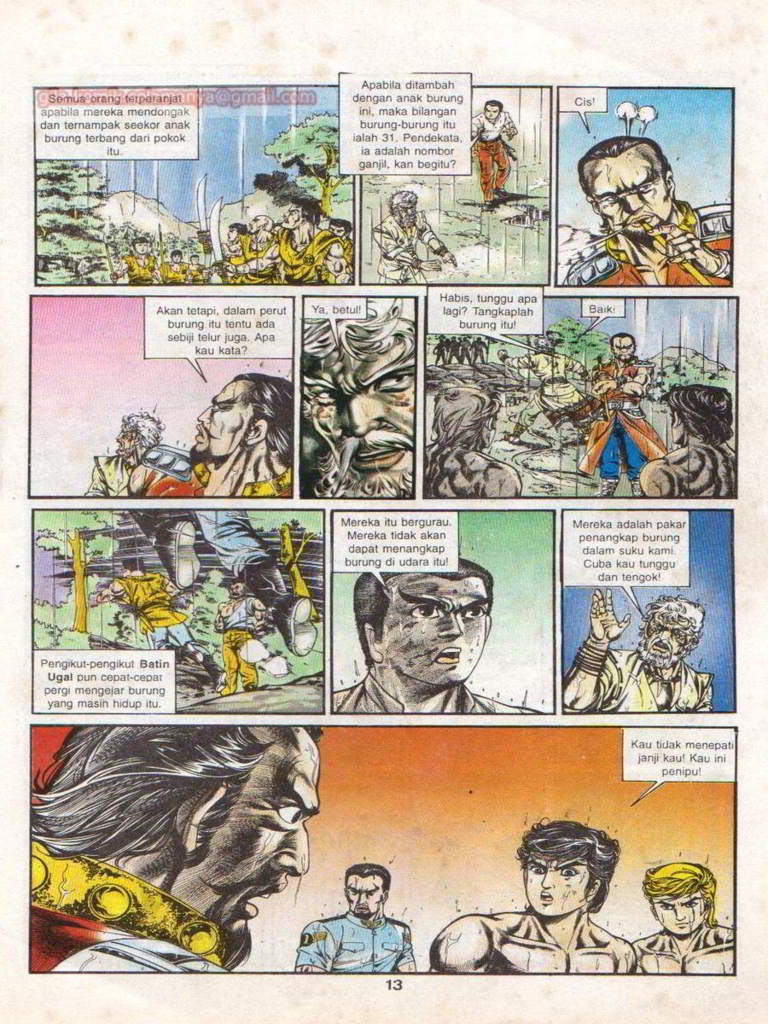 Semua orang terperanjat
apabila mereka mendongak
dan ternampak seekor anak
burung terbang dari pokok
itu.
Apabila ditambah
dengan anak burung
ini, maka bilangan
burung-burung itu
ialah 31. Pendekata,
ia adalah nombor
ganjil, kan begitu?
Cis!
Akan tetapi, dalam perut
burung itu tentu ada
sebiji telur juga. Apa
kau kata?
Ya, betul!
Habis, tunggu apa
lagi? Tangkaplah
burung itu!
Baik!
Pengikut-pengikut Batin
Ugal pun cepat-cepat
pergi mengejar burung
yang masih hidup itu.
Mereka itu bergurau.
Mereka tidak akan
dapat menangkap
burung di udara itu!
Mereka adalah pakar
penangkap burung
dalam suku kami.
Cuba kau tunggu
dan tengok!
Kau tidak menepati
janji kau! Kau ini
penipu!
13